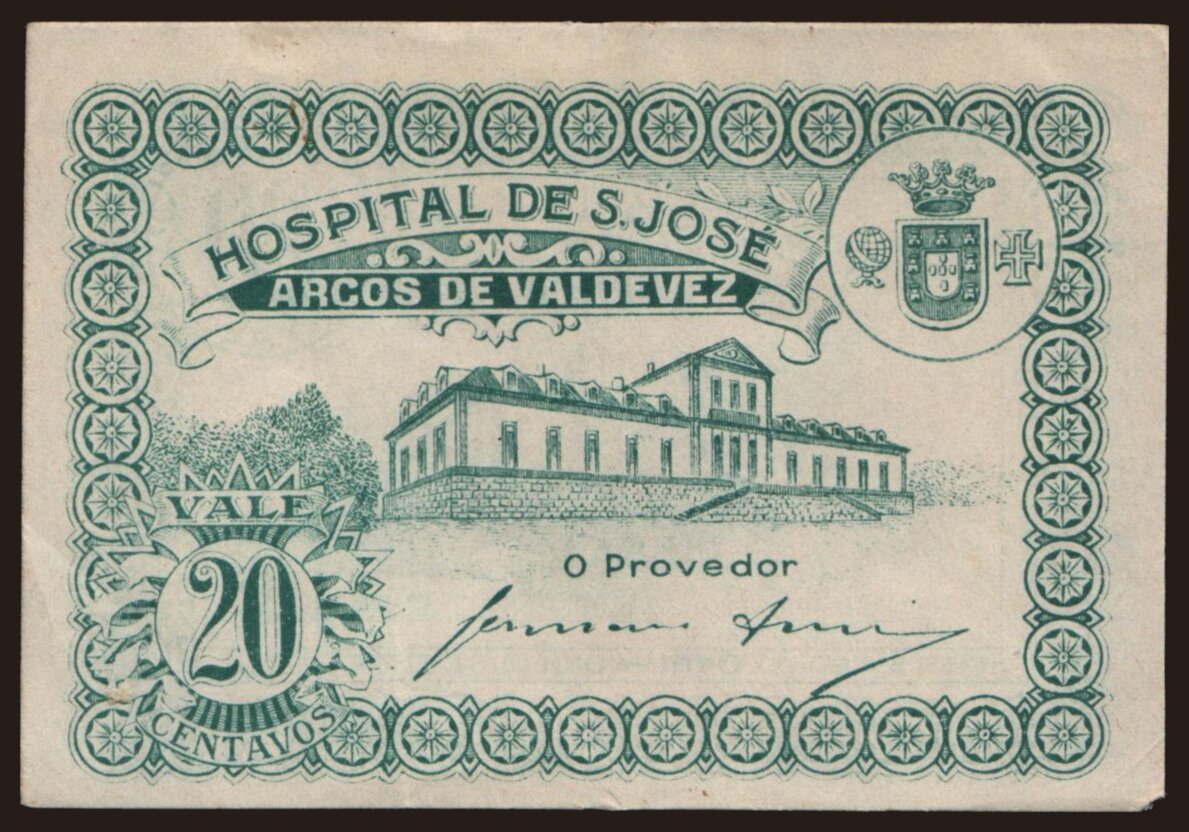 HOSPITAL DE S. JOSÉ
ARCOS DE VALDEVEZ
VALE
20
CENTAVOS
O Provedor